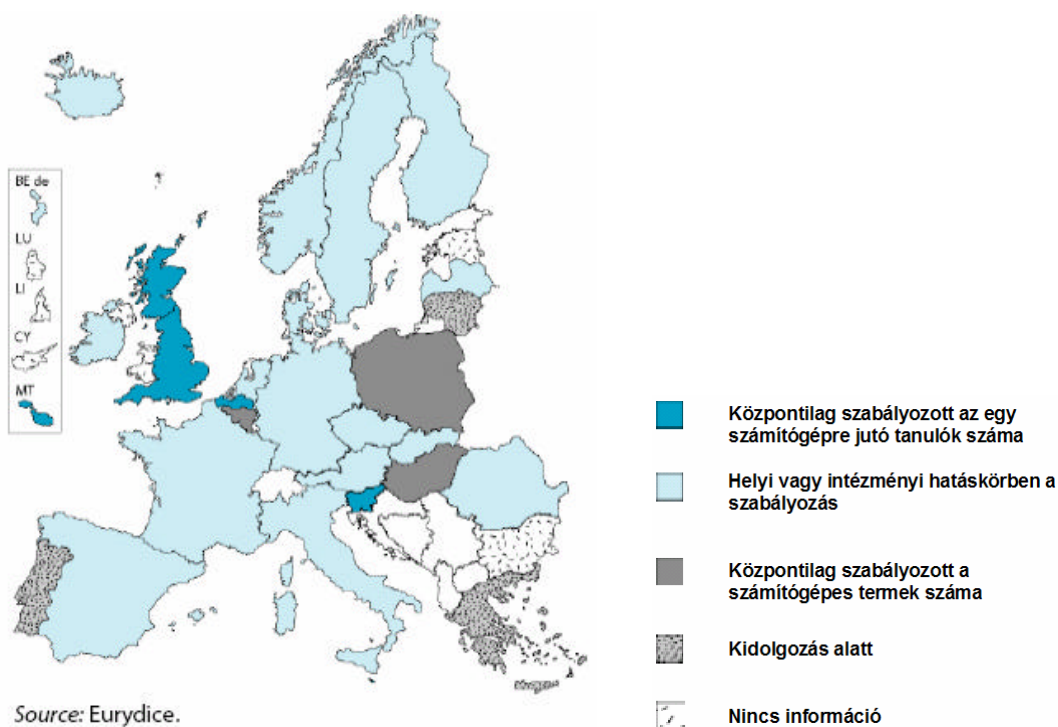 BE de
LU
LI
CY
MT
Központilag szabályozott az egy
számítógépre jutó tanulók száma
Helyi vagy intézményi hatáskörben a
szabályozás
Központilag szabályozott a
számítógépes termek száma
Kidolgozás alatt
Nincs információ
Source: Eurydice.